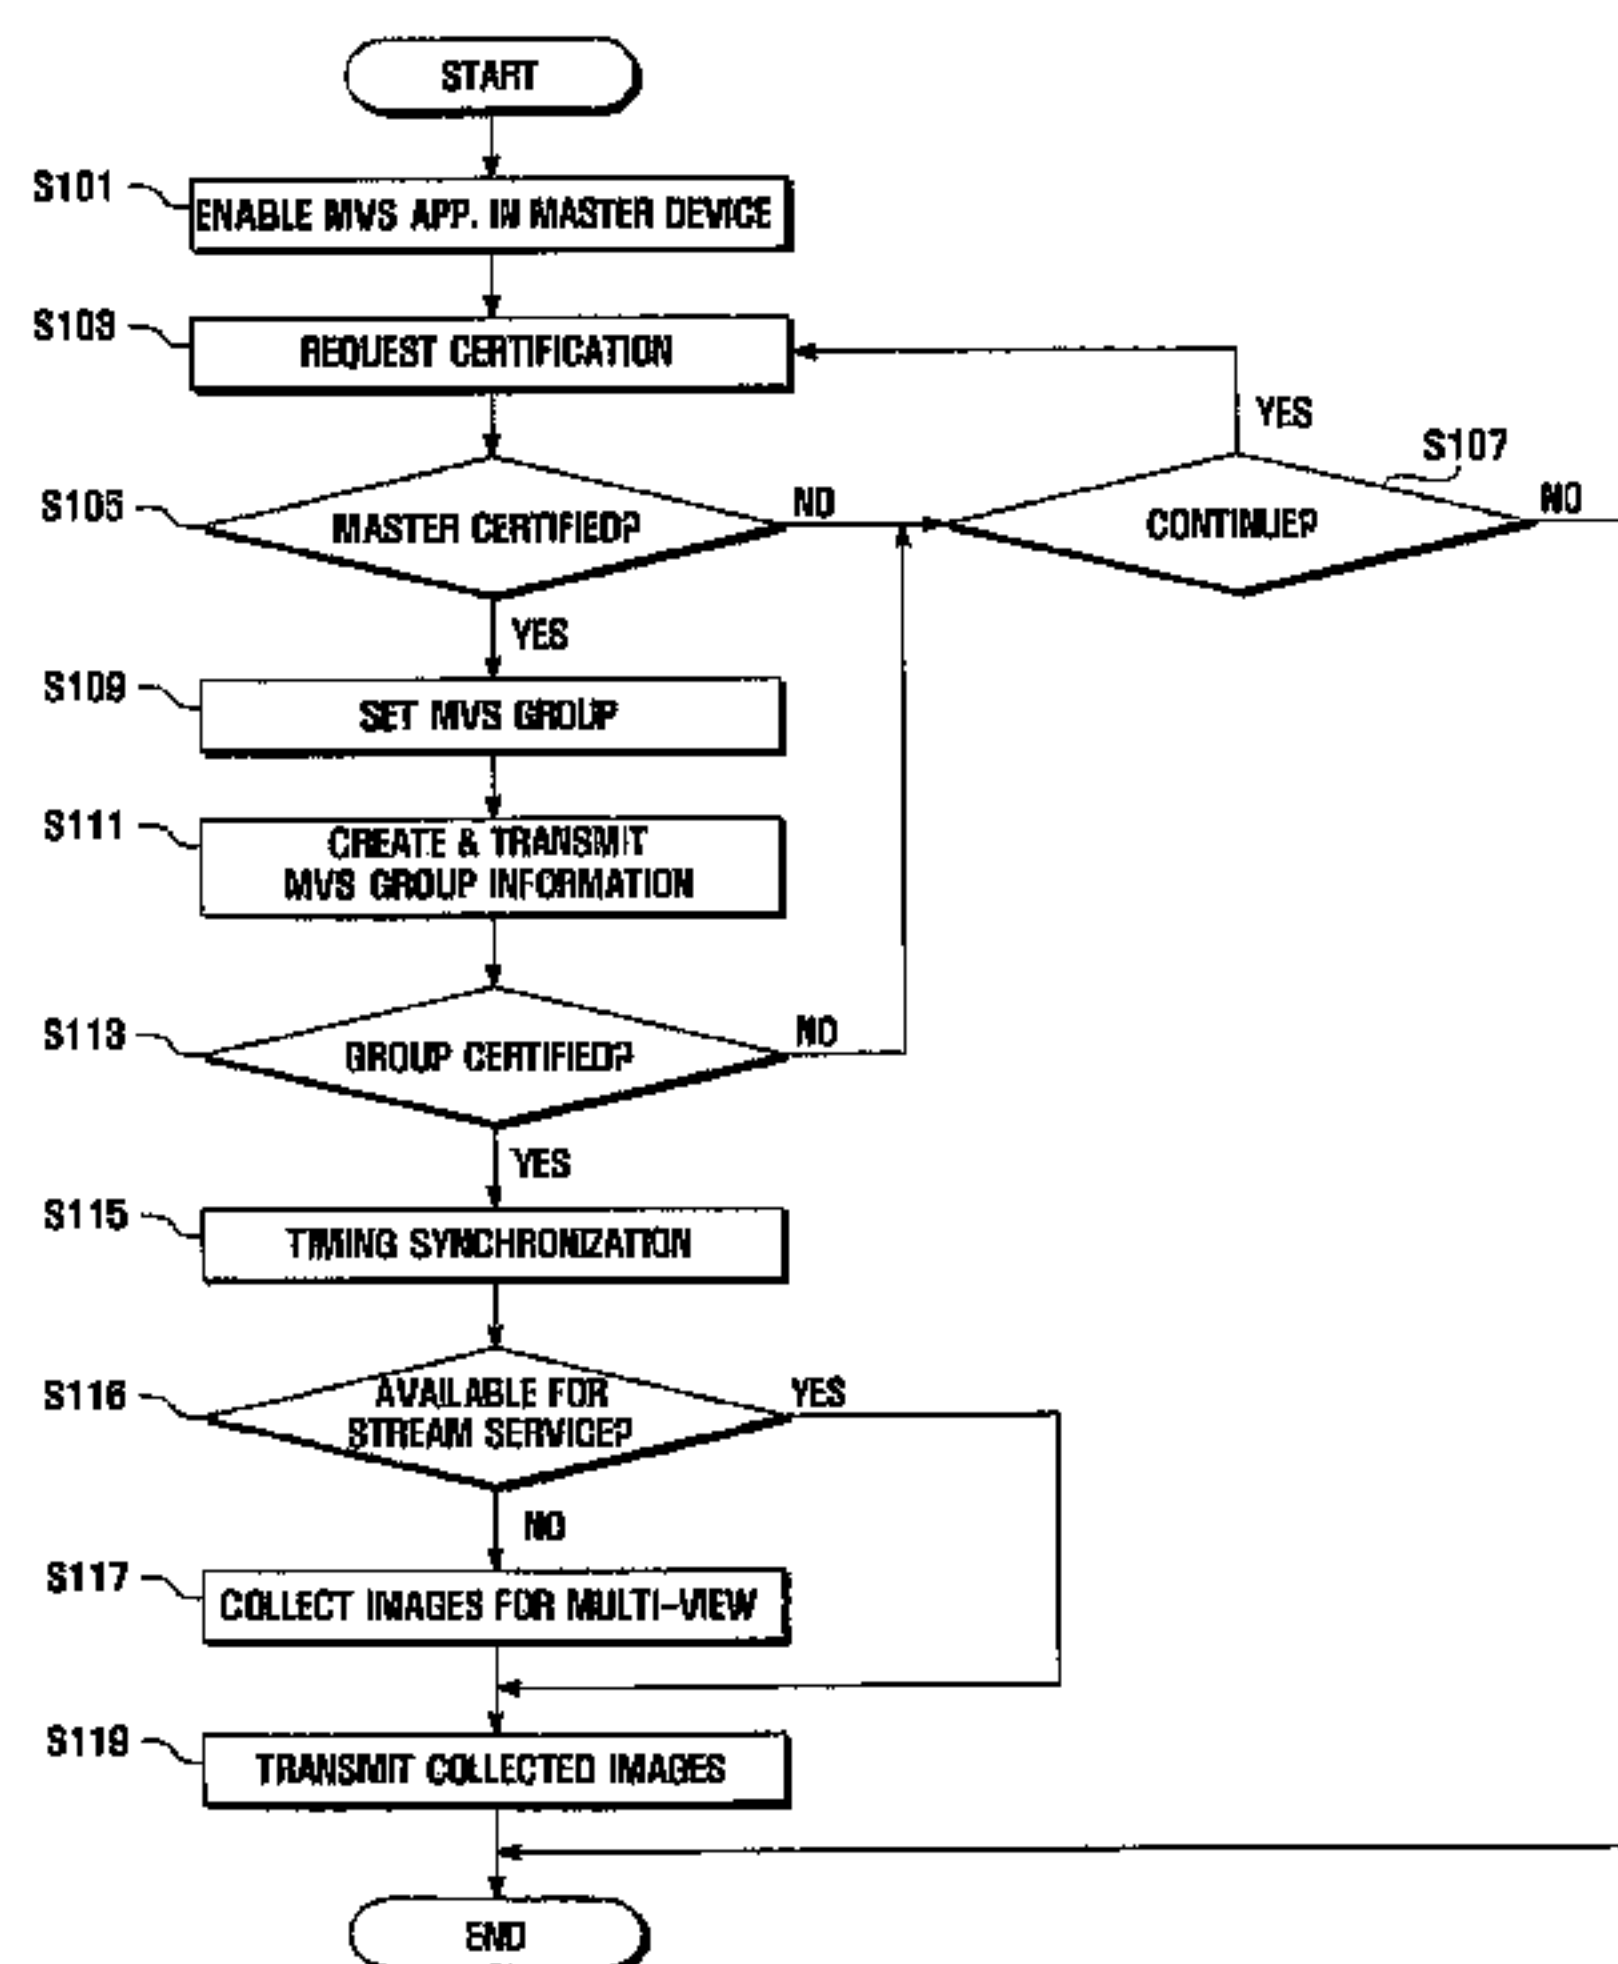 START
S101
ENABLE MVS APP. IN MASTER DEVICE
S103
REQUEST CERTIFICATION
YES
S107
S105
MASTER CERTIFIED?
NO
CONTINUE?
NO
YES
S109
SET MVS GROUP
S111
CREATE & TRANSMIT
MVS GROUP INFORMATION
S113
GROUP CERTIFIED?
NO
YES
S115
TIMING SYNCHRONIZATION
S116
AVAILABLE FOR
STREAM SERVICE?
YES
NO
S117
COLLECT IMAGES FOR MULTI-VIEW
S119
TRANSMIT COLLECTED IMAGES
END